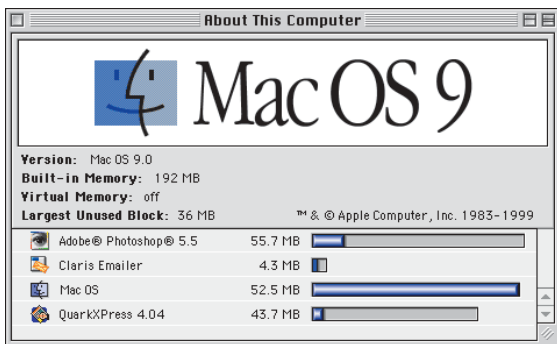 About This Computer
Mac OS 9
Version: Mac OS 9.0
Built-in Memory: 192 MB
Virtual Memory: off
Largest Unused Block: 36 MB ™ & © Apple Computer, Inc. 1983-1999
Adobe® Photoshop® 5.5 55.7 MB
Claris Emailer 4.3 MB
Mac OS 52.5 MB
QuarkXPress 4.04 43.7 MB